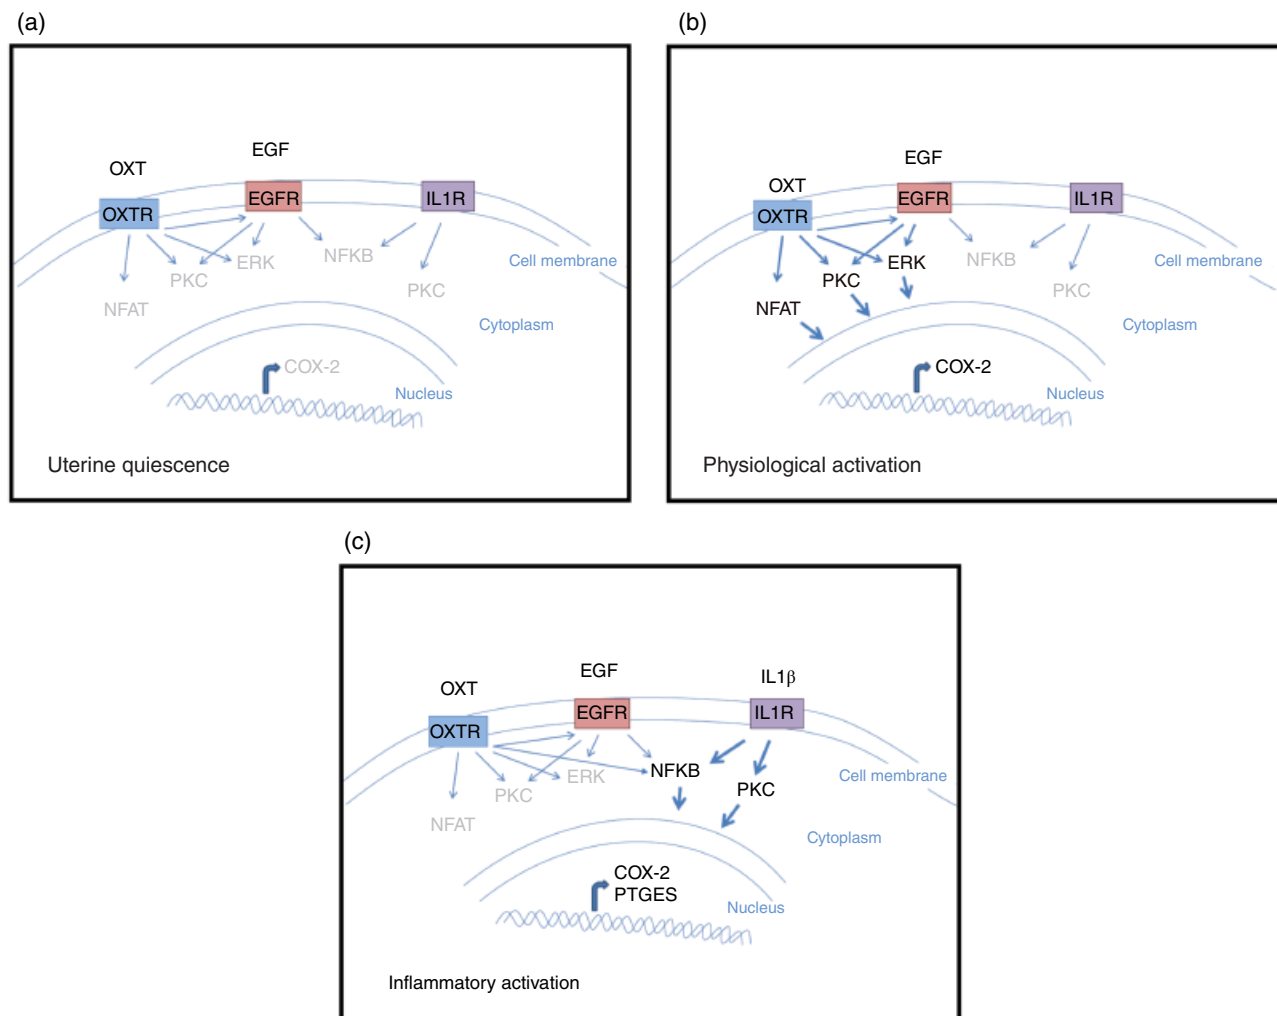 (a)
OXT
EGF
OXTR
EGFR
IL1R
NFAT
PKC
ERK
NFKB
PKC
Cell membrane
Cytoplasm
COX-2
Nucleus
Uterine quiescence
(b)
OXT
EGF
OXTR
EGFR
IL1R
NFAT
PKC
ERK
NFKB
PKC
Cell membrane
Cytoplasm
COX-2
Nucleus
Physiological activation
(c)
OXT
EGF
IL1β
OXTR
EGFR
IL1R
NFAT
PKC
ERK
NFKB
PKC
Cell membrane
Cytoplasm
COX-2
PTGES
Nucleus
Inflammatory activation